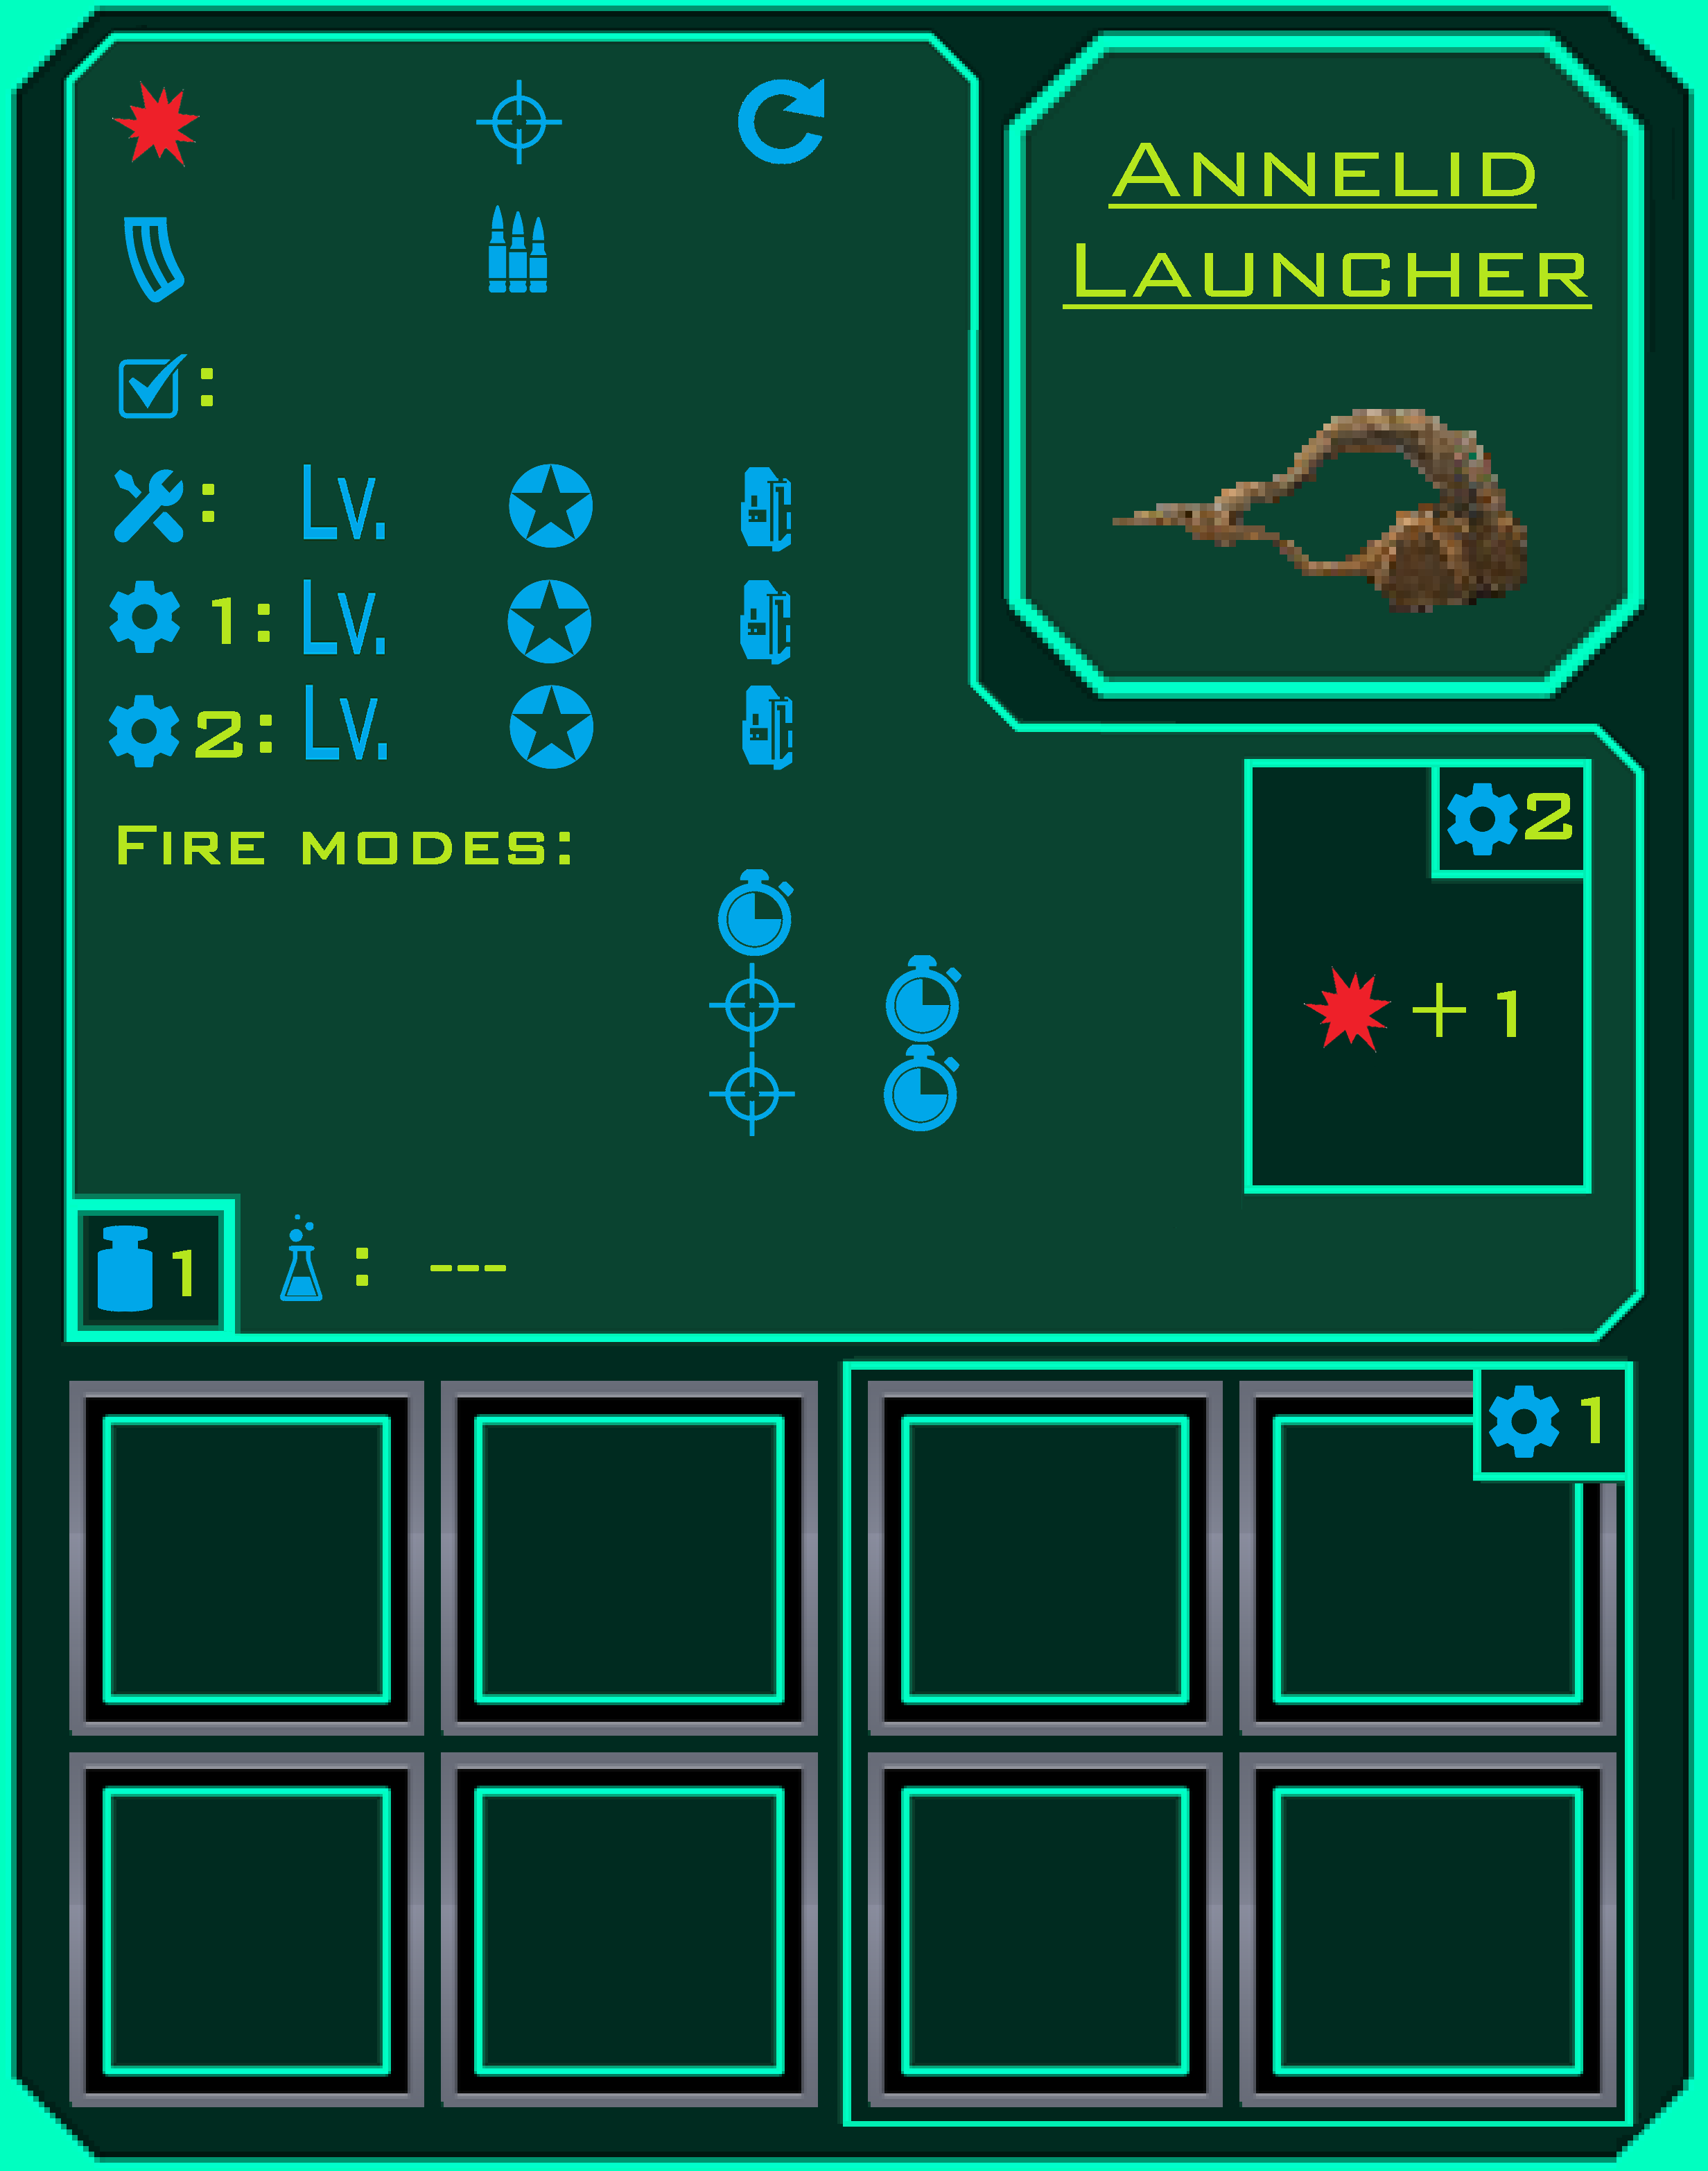 Annelid
Launcher
:
: Lv.
1: Lv.
2: Lv.
Fire modes:
2
+ 1
1 : ---
1